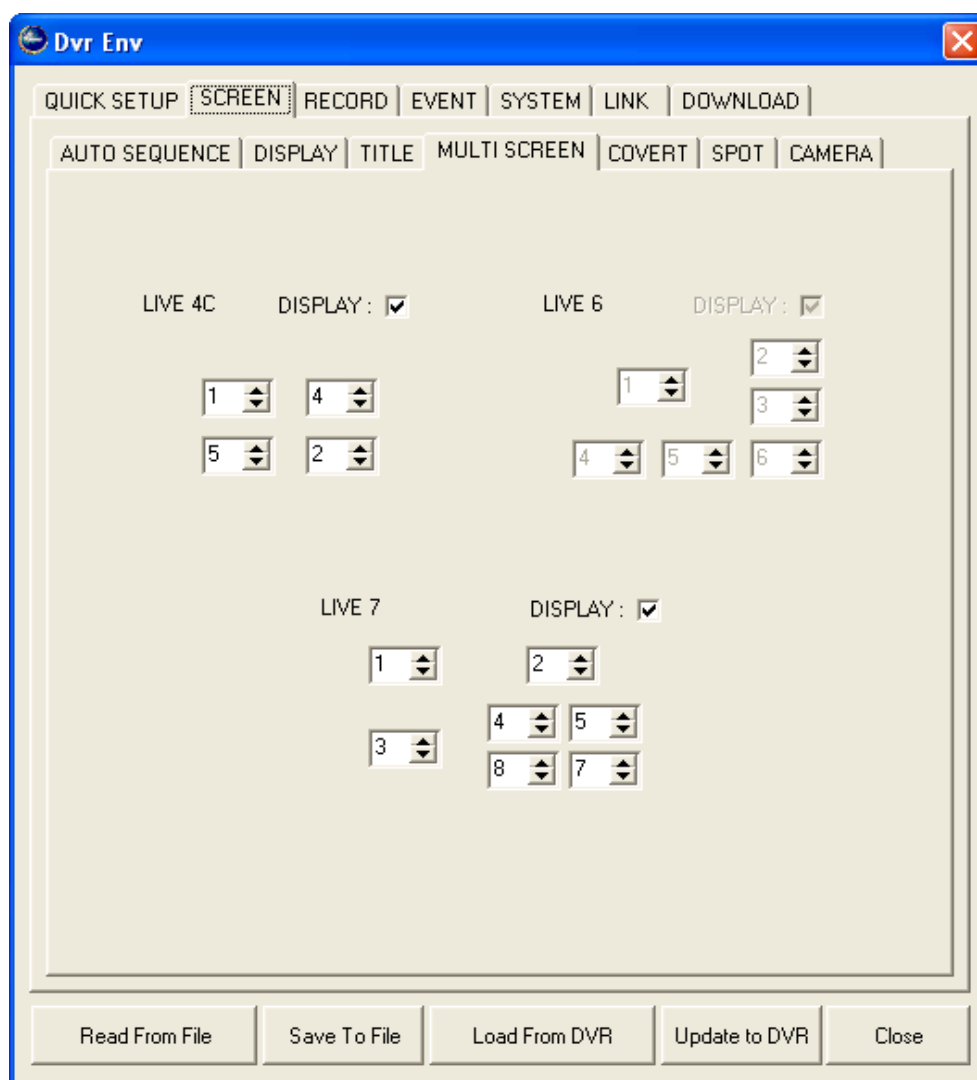 Dvr Env
QUICK SETUP SCREEN RECORD EVENT SYSTEM LINK DOWNLOAD
AUTO SEQUENCE DISPLAY TITLE MULTI SCREEN COVERT SPOT CAMERA
LIVE 4C DISPLAY :
1 4
5 2
LIVE 6 DISPLAY :
2
1
3
4 5 6
LIVE 7 DISPLAY :
1 2
4 5
3
8 7
Read From File Save To File Load From DVR Update to DVR Close